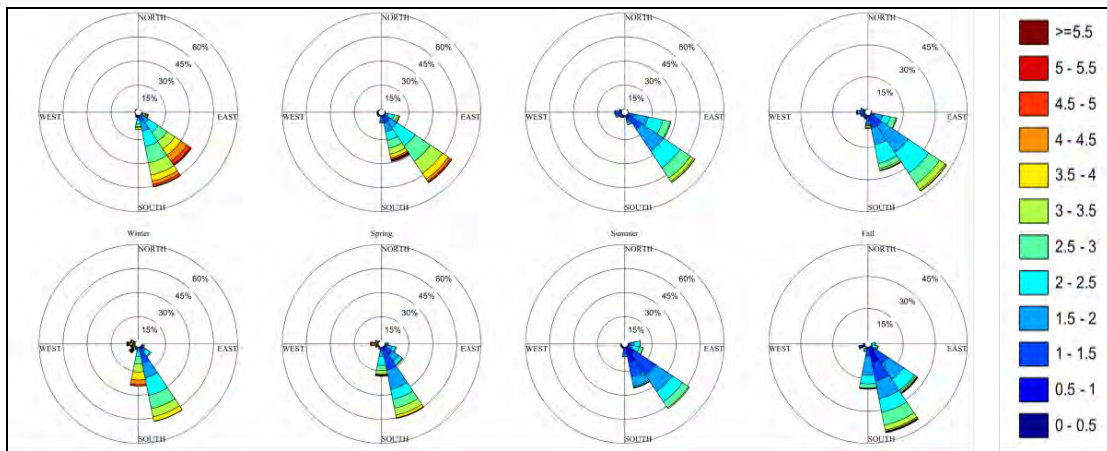 NORTH NORTH NORTH NORTH
60% 60% 60% 45%
45% 45% 45% 30%
30% 30% 30% 15%
15% 15% 15%
WEST EAST WEST EAST WEST EAST WEST EAST
SOUTH SOUTH SOUTH SOUTH
Winter Spring Summer Fall
NORTH NORTH NORTH NORTH
60% 60% 60% 45%
45% 45% 45% 30%
30% 30% 30% 15%
15% 15% 15%
WEST EAST WEST EAST WEST EAST WEST EAST
SOUTH SOUTH SOUTH SOUTH
>=5.5
5 - 5.5
4.5 - 5
4 - 4.5
3.5 - 4
3 - 3.5
2.5 - 3
2 - 2.5
1.5 - 2
1 - 1.5
0.5 - 1
0 - 0.5